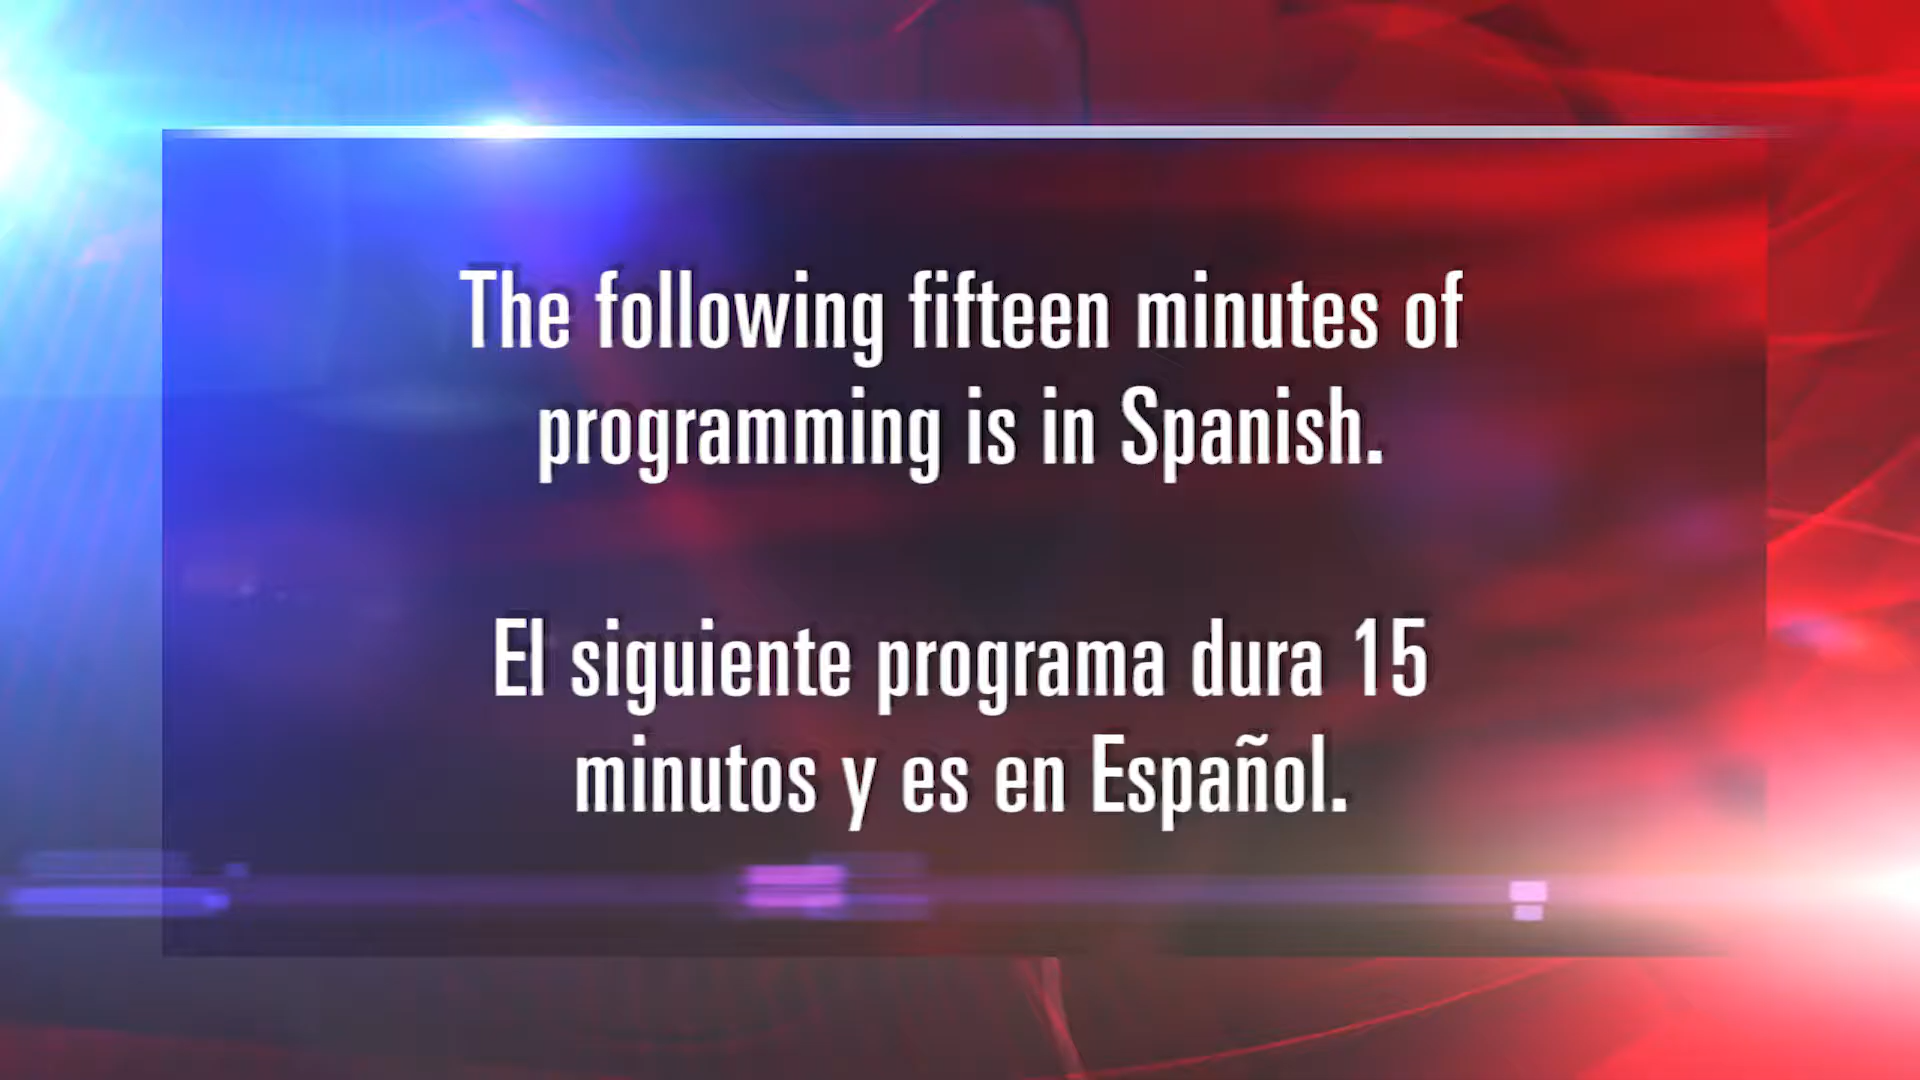 The following fifteen minutes of
programming is in Spanish.
El siguiente programa dura 15
minutos y es en Español.